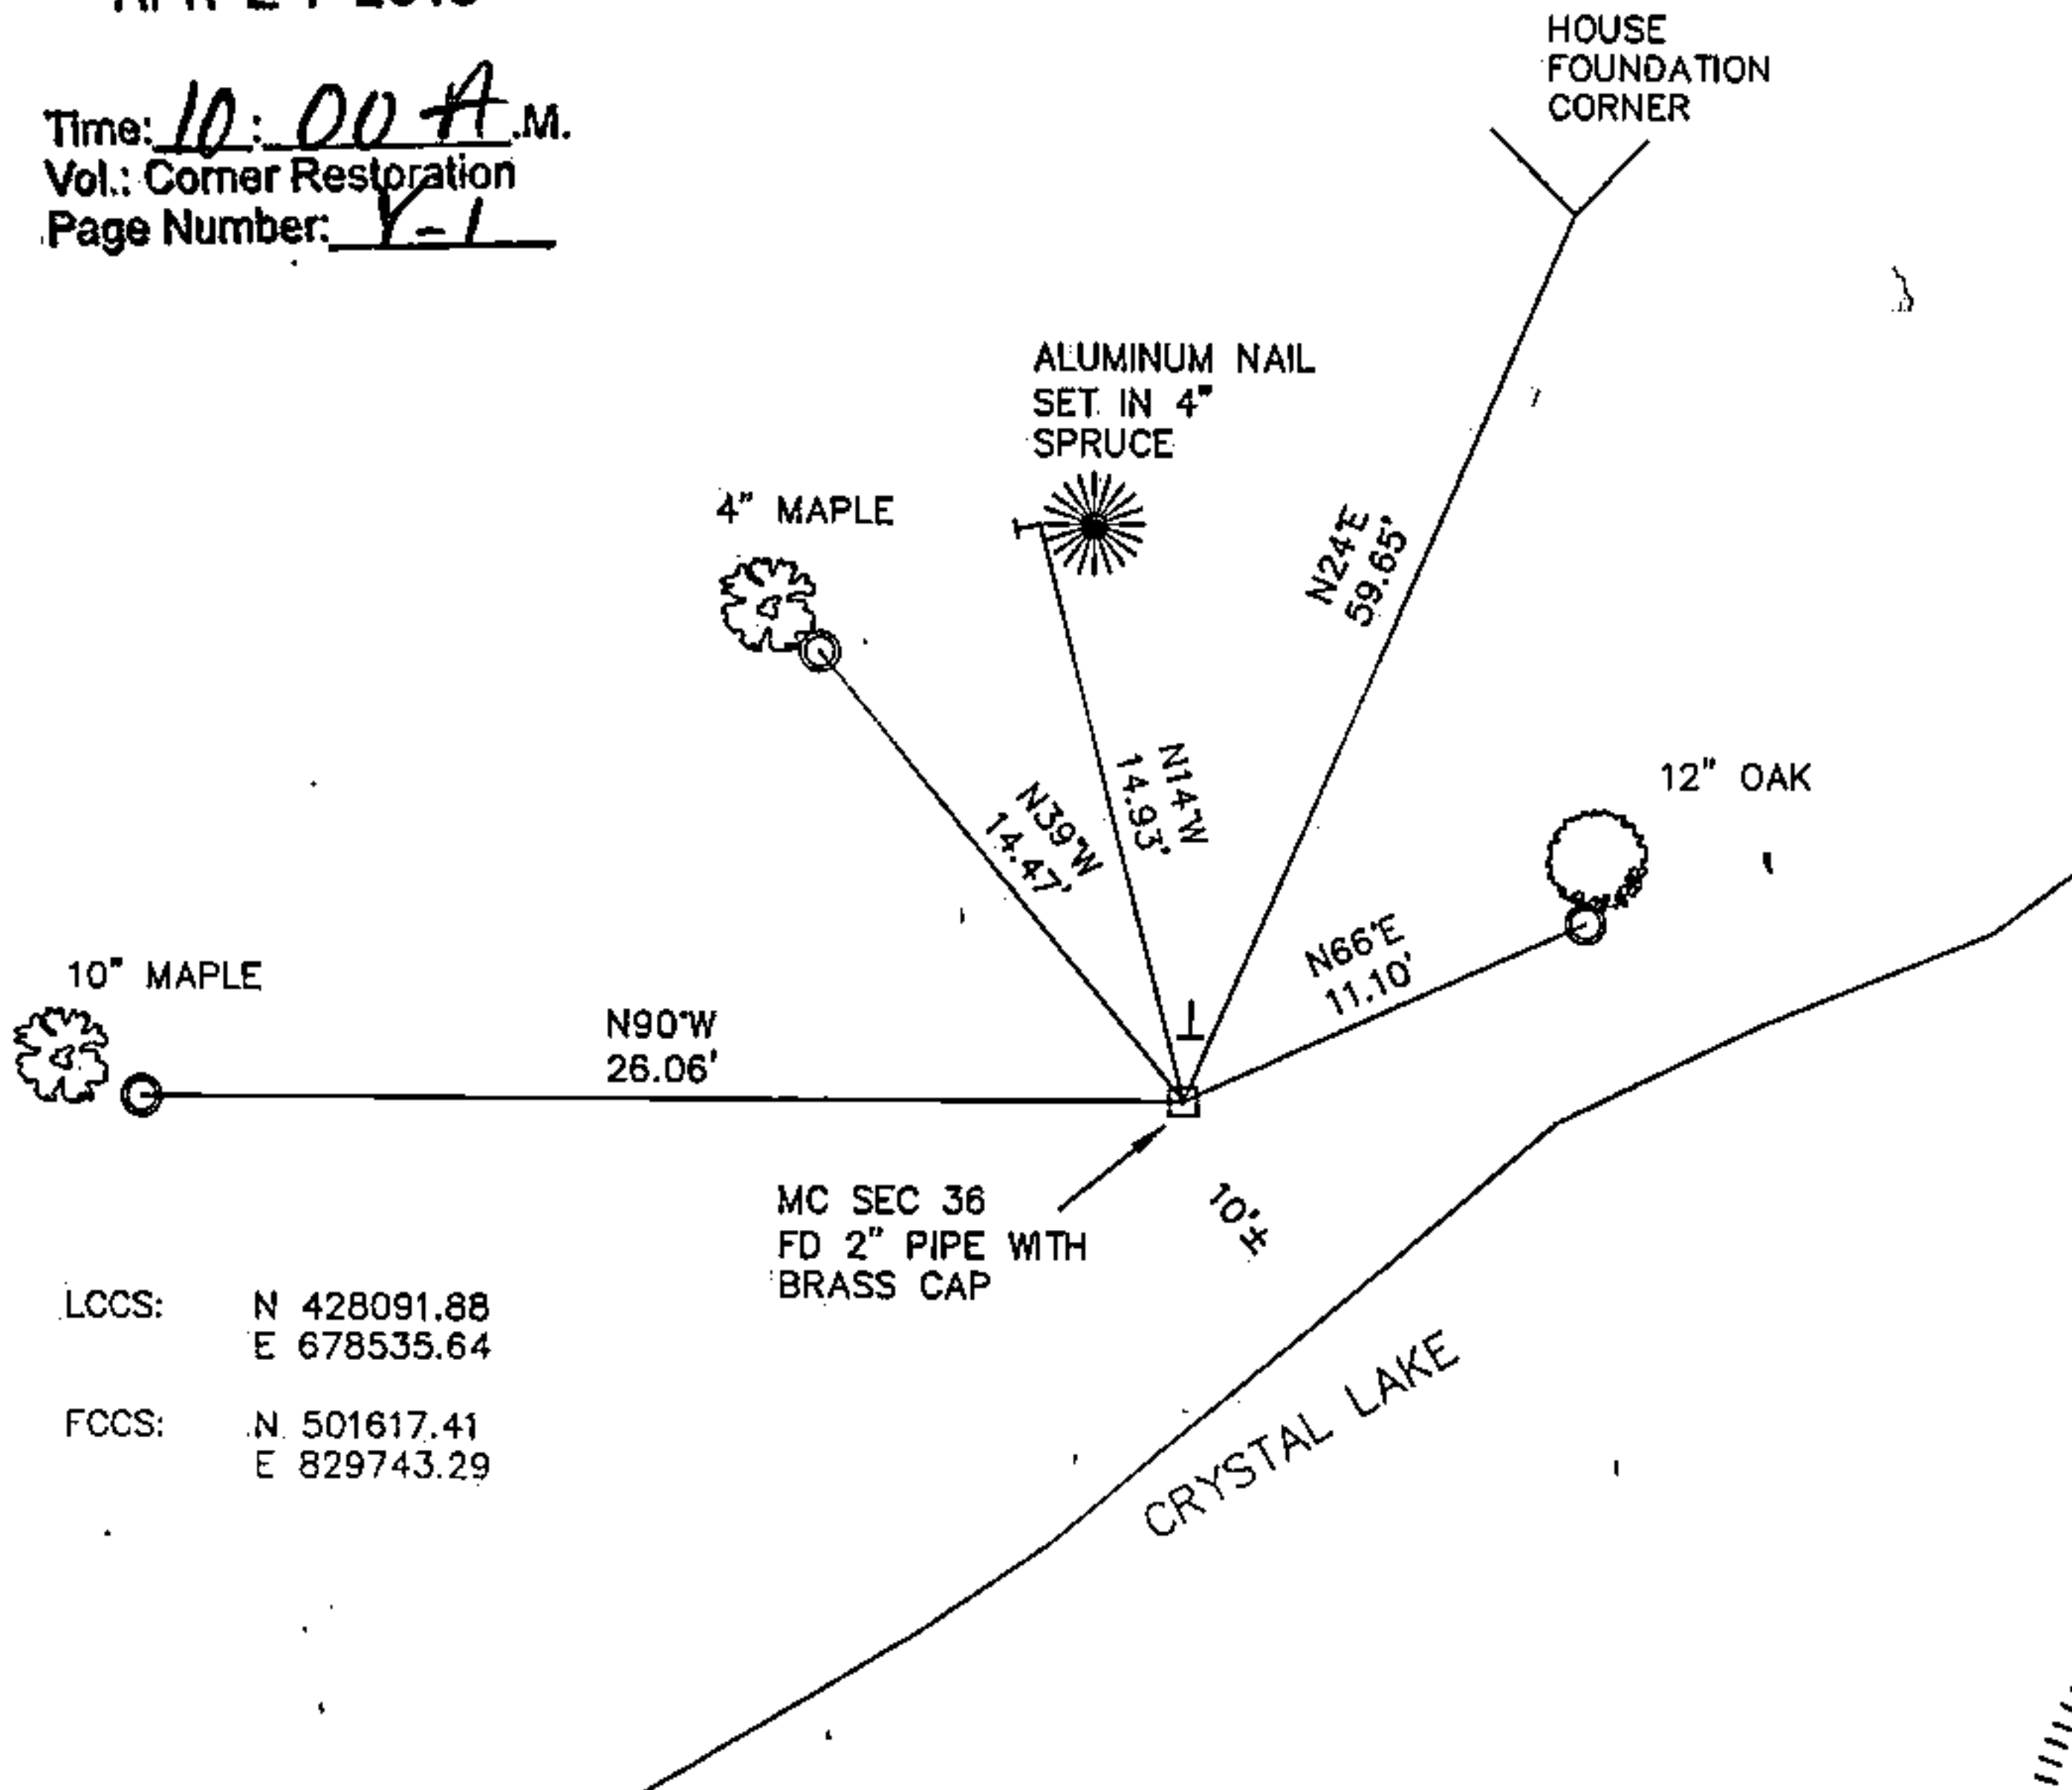 Time: 10:00 A.M.
Vol.: Corner Restoration
Page Number: Y-1
HOUSE
FOUNDATION
CORNER
ALUMINUM NAIL
SET IN 4"
SPRUCE
4" MAPLE
N24°E
59.65'
N14°W
14.93'
N39°W
14.47'
12" OAK
N66°E
11.10'
10" MAPLE
N90°W
26.06'
MC SEC 36
FD 2" PIPE WITH
BRASS CAP
10'±
LCCS: N 428091.88
E 678535.64
FCCS: N 501617.41
E 829743.29
CRYSTAL LAKE